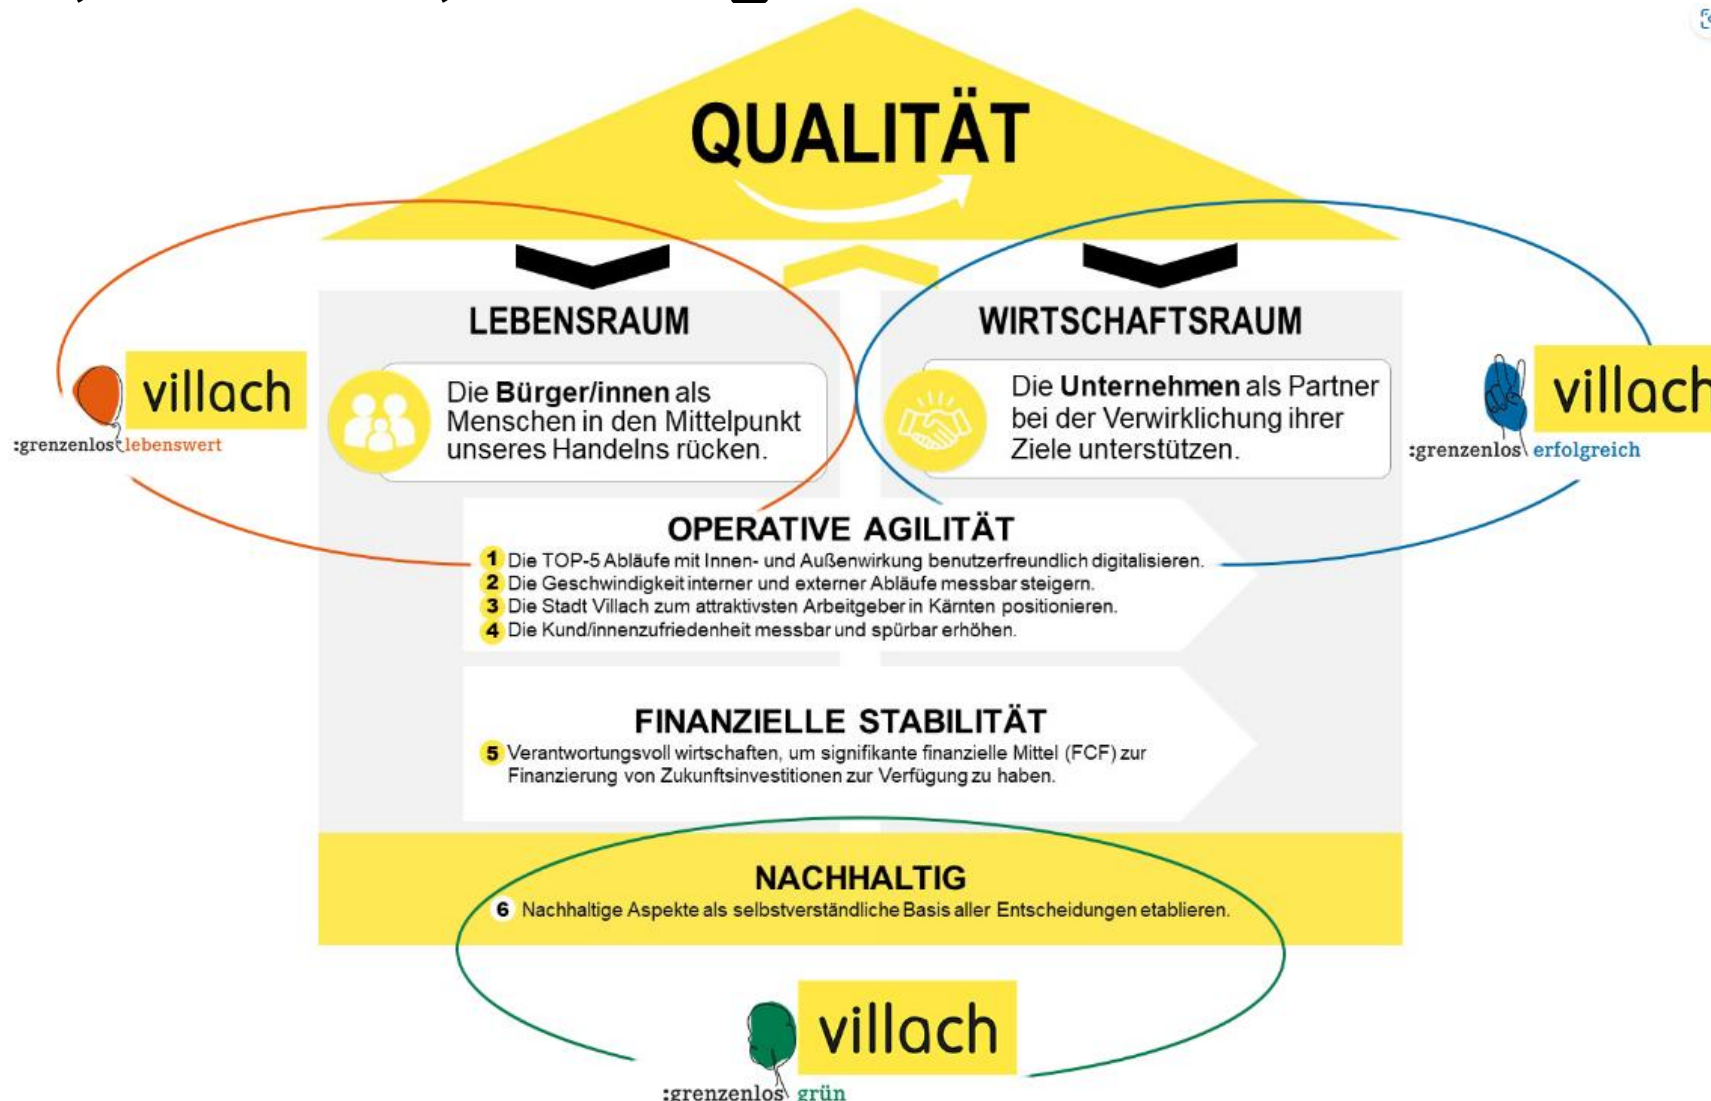 QUALITÄT
LEBENSRAUM
Die Bürger/innen als
Menschen in den Mittelpunkt
unseres Handelns rücken.
WIRTSCHAFTSRAUM
Die Unternehmen als Partner
bei der Verwirklichung ihrer
Ziele unterstützen.
villach
:grenzenlos lebenswert
villach
:grenzenlos erfolgreich
OPERATIVE AGILITÄT
1 Die TOP-5 Abläufe mit Innen- und Außenwirkung benutzerfreundlich digitalisieren.
2 Die Geschwindigkeit interner und externer Abläufe messbar steigern.
3 Die Stadt Villach zum attraktivsten Arbeitgeber in Kärnten positionieren.
4 Die Kund/innenzufriedenheit messbar und spürbar erhöhen.
FINANZIELLE STABILITÄT
5 Verantwortungsvoll wirtschaften, um signifikante finanzielle Mittel (FCF) zur
Finanzierung von Zukunftsinvestitionen zur Verfügung zu haben.
NACHHALTIG
6 Nachhaltige Aspekte als selbstverständliche Basis aller Entscheidungen etablieren.
villach
:grenzenlos grün